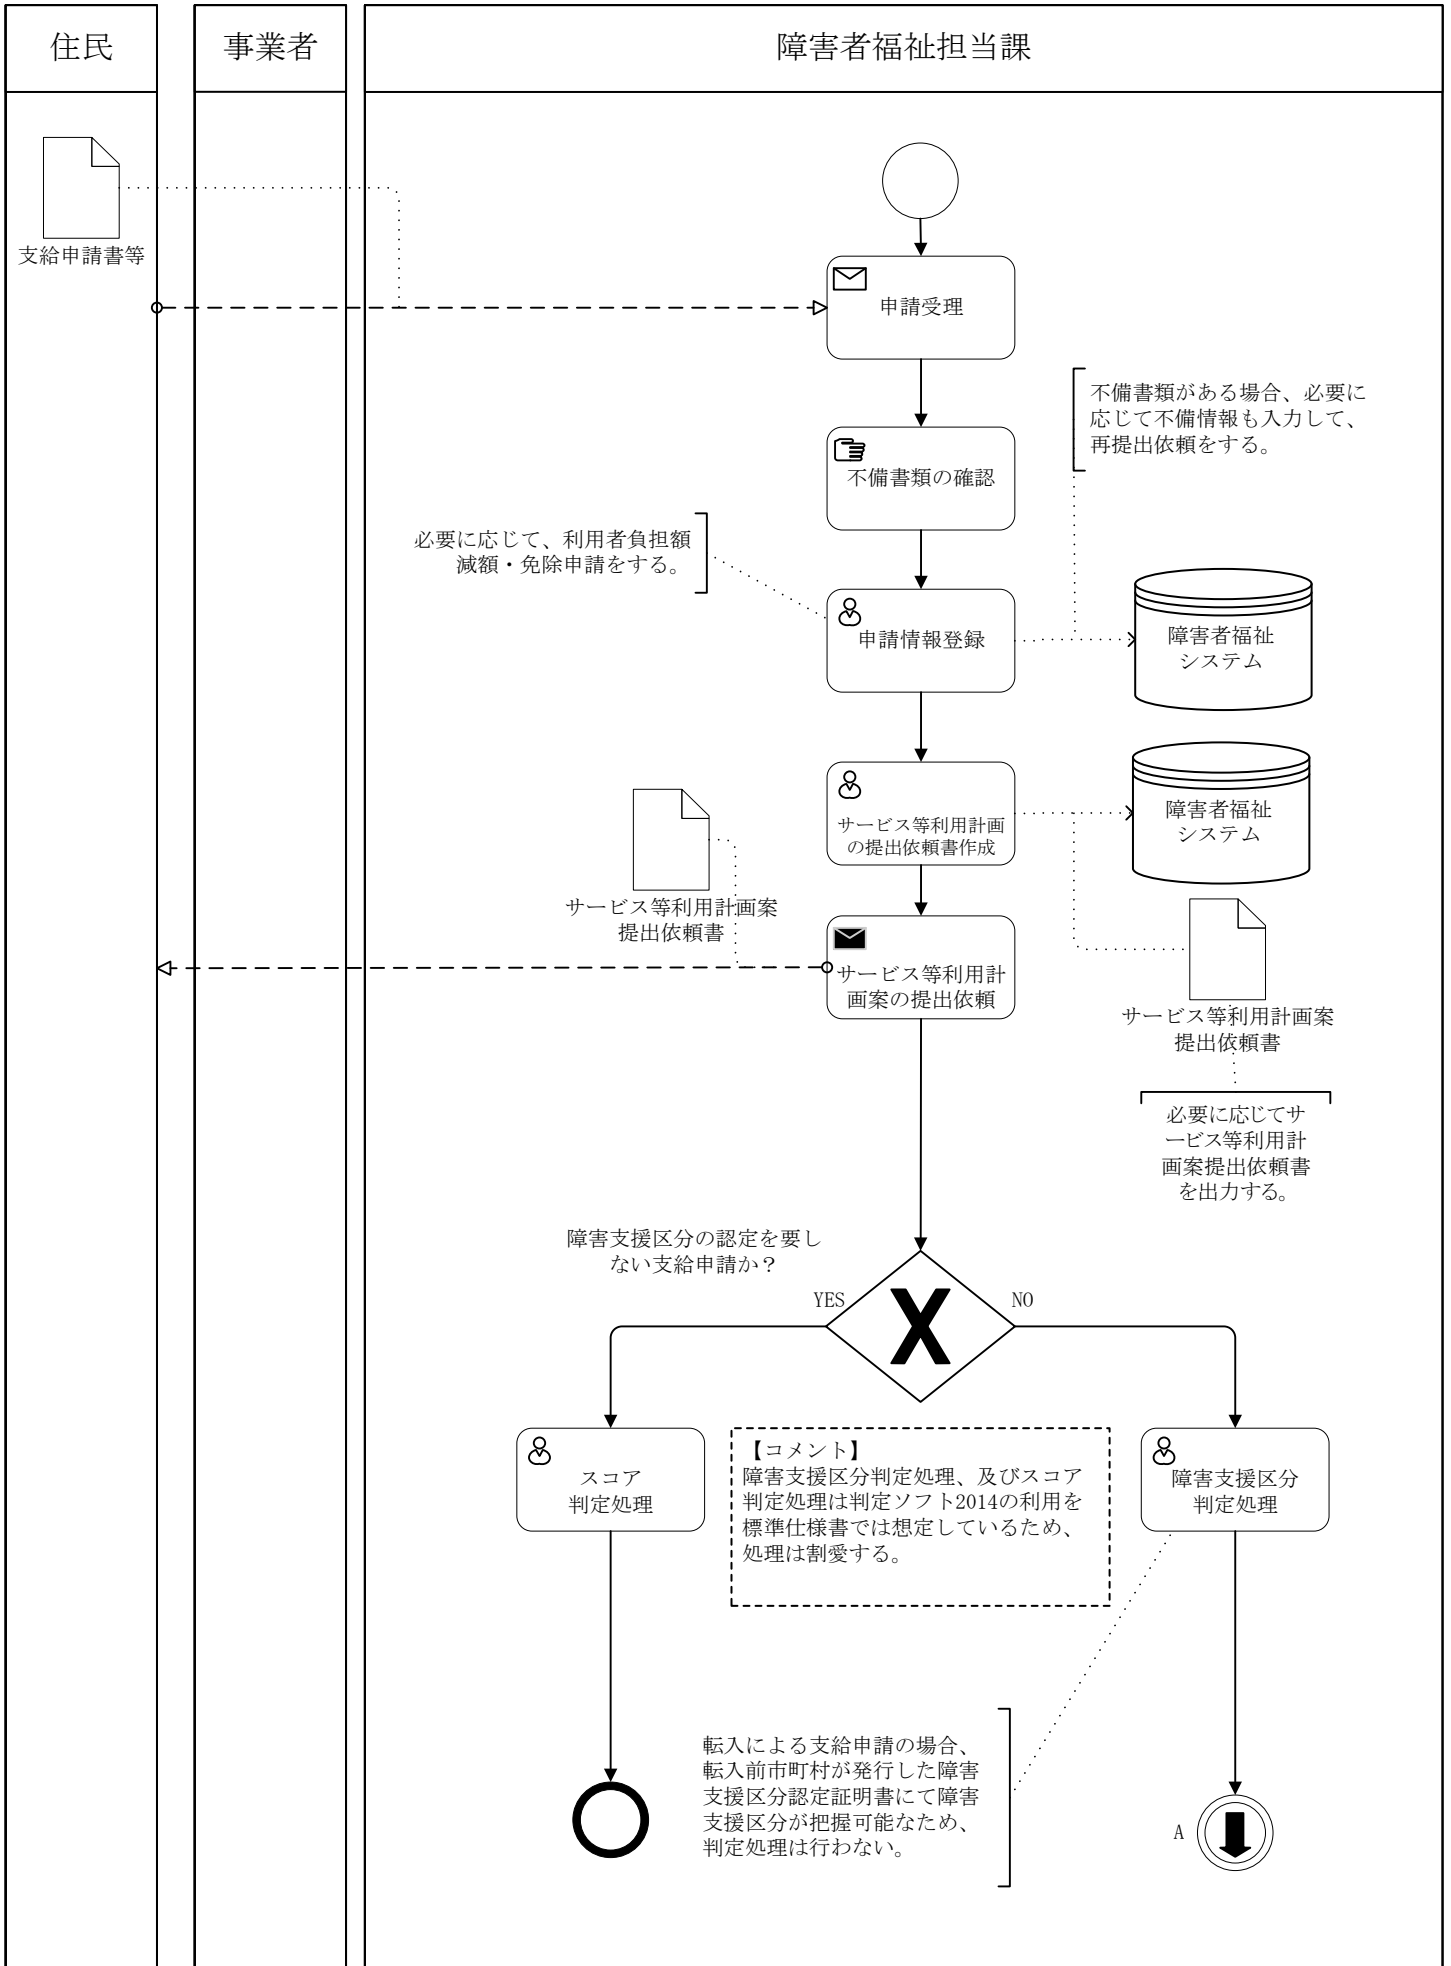 住民
事業者
障害者福祉担当課
支給申請書等
申請受理
不備書類がある場合、必要に
応じて不備情報も入力して、
再提出依頼をする。
不備書類の確認
必要に応じて、利用者負担額
減額・免除申請をする。
申請情報登録
障害者福祉
システム
サービス等利用計画
の提出依頼書作成
障害者福祉
システム
サービス等利用計画案
提出依頼書
サービス等利用計
画案の提出依頼
サービス等利用計画案
提出依頼書
必要に応じてサ
ービス等利用計
画案提出依頼書
を出力する。
障害支援区分の認定を要し
ない支給申請か？
YES
NO
スコア
判定処理
【コメント】
障害支援区分判定処理、及びスコア
判定処理は判定ソフト2014の利用を
標準仕様書では想定しているため、
処理は割愛する。
障害支援区分
判定処理
転入による支給申請の場合、
転入前市町村が発行した障害
支援区分認定証明書にて障害
支援区分が把握可能なため、
判定処理は行わない。
A